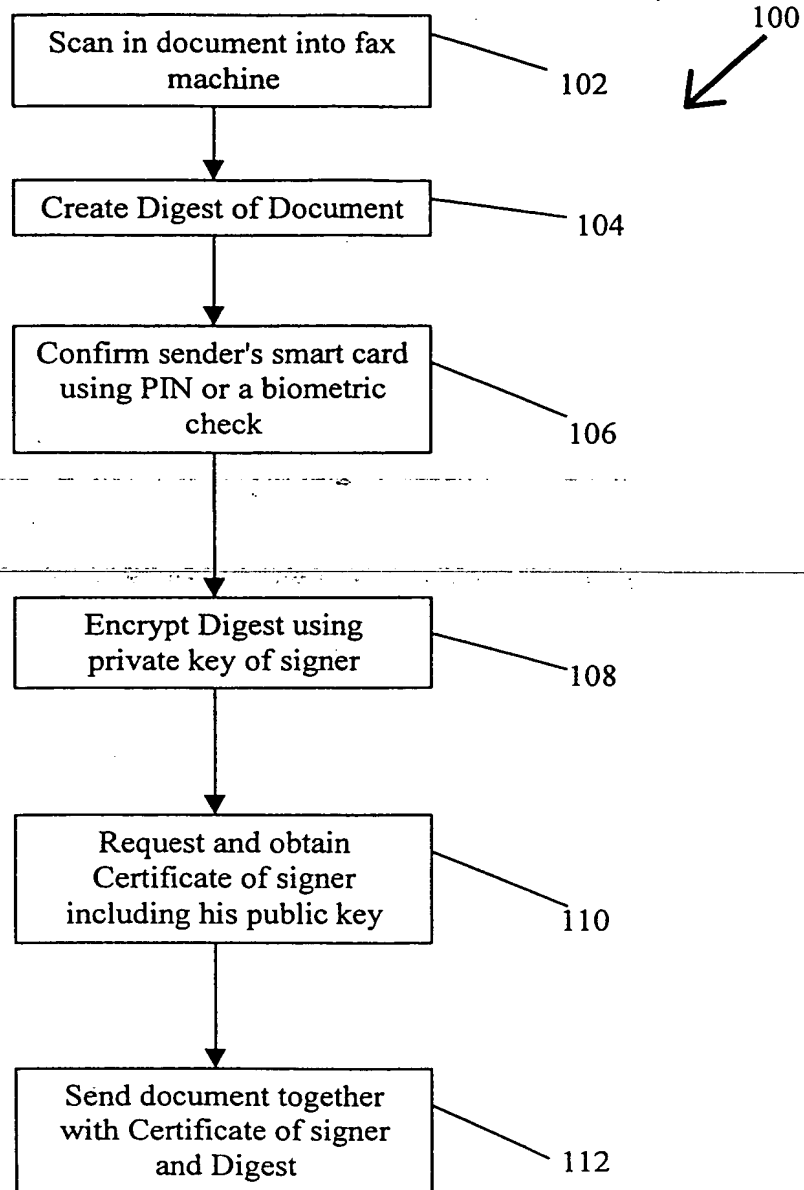 100
Scan in document into fax
machine
102
Create Digest of Document
104
Confirm sender's smart card
using PIN or a biometric
check
106
Encrypt Digest using
private key of signer
108
Request and obtain
Certificate of signer
including his public key
110
Send document together
with Certificate of signer
and Digest
112